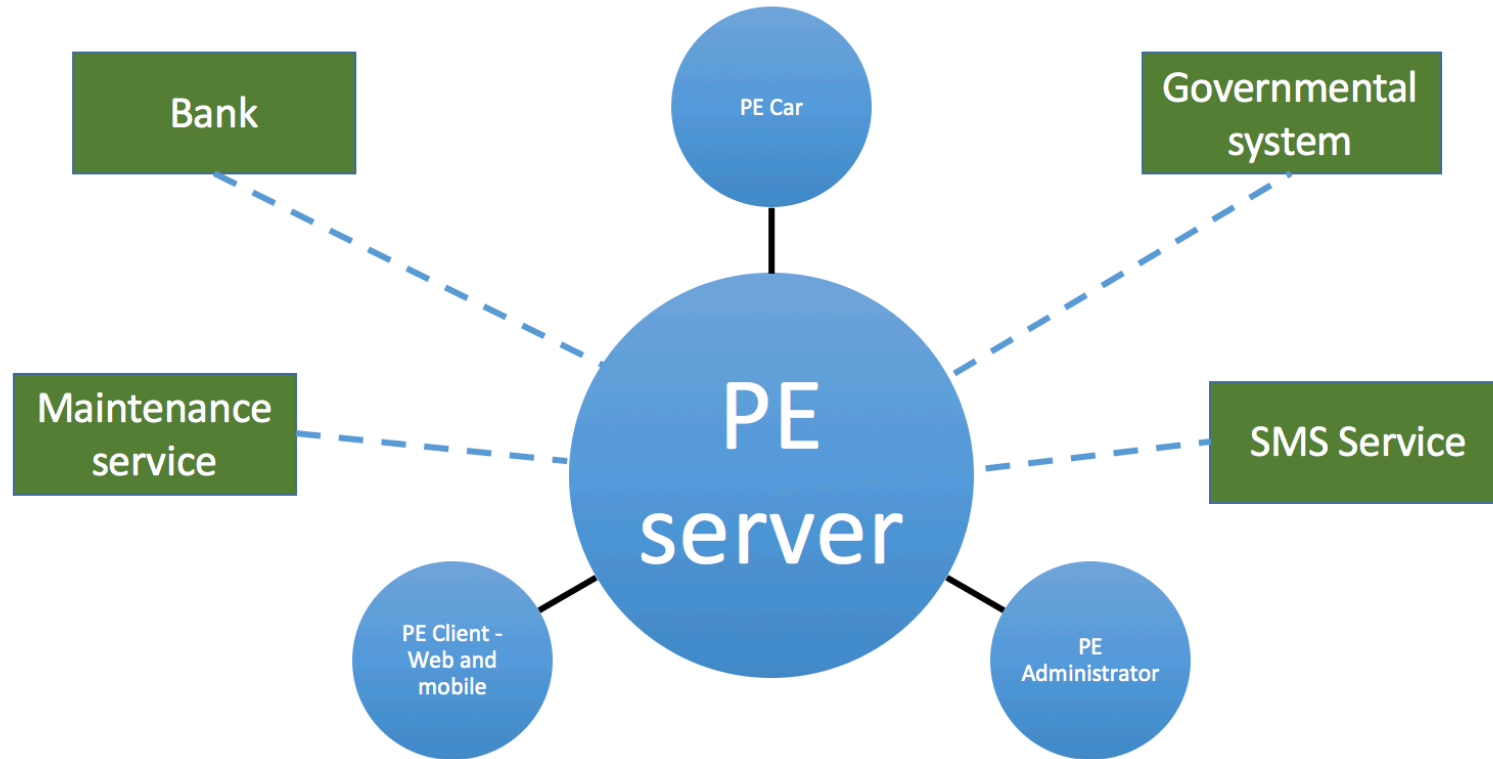 PE Car
Bank
Governmental
system
PE
server
Maintenance
service
SMS Service
PE Client -
Web and
mobile
PE
Administrator